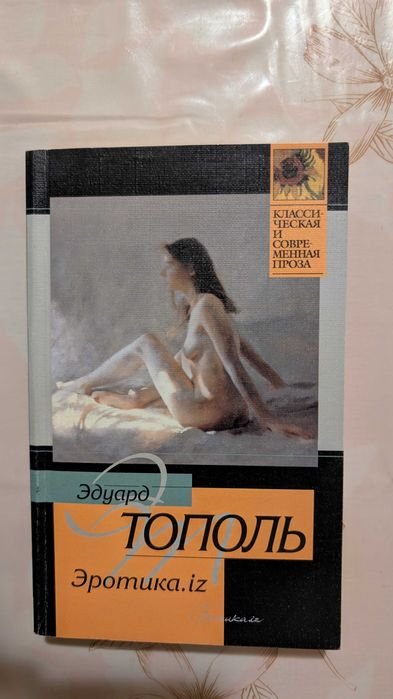 КЛАССИ-
ЧЕСКАЯ
И
СОВРЕ-
МЕННАЯ
ПРОЗА
Эдуард
ТОПОЛЬ
Эротика.iz